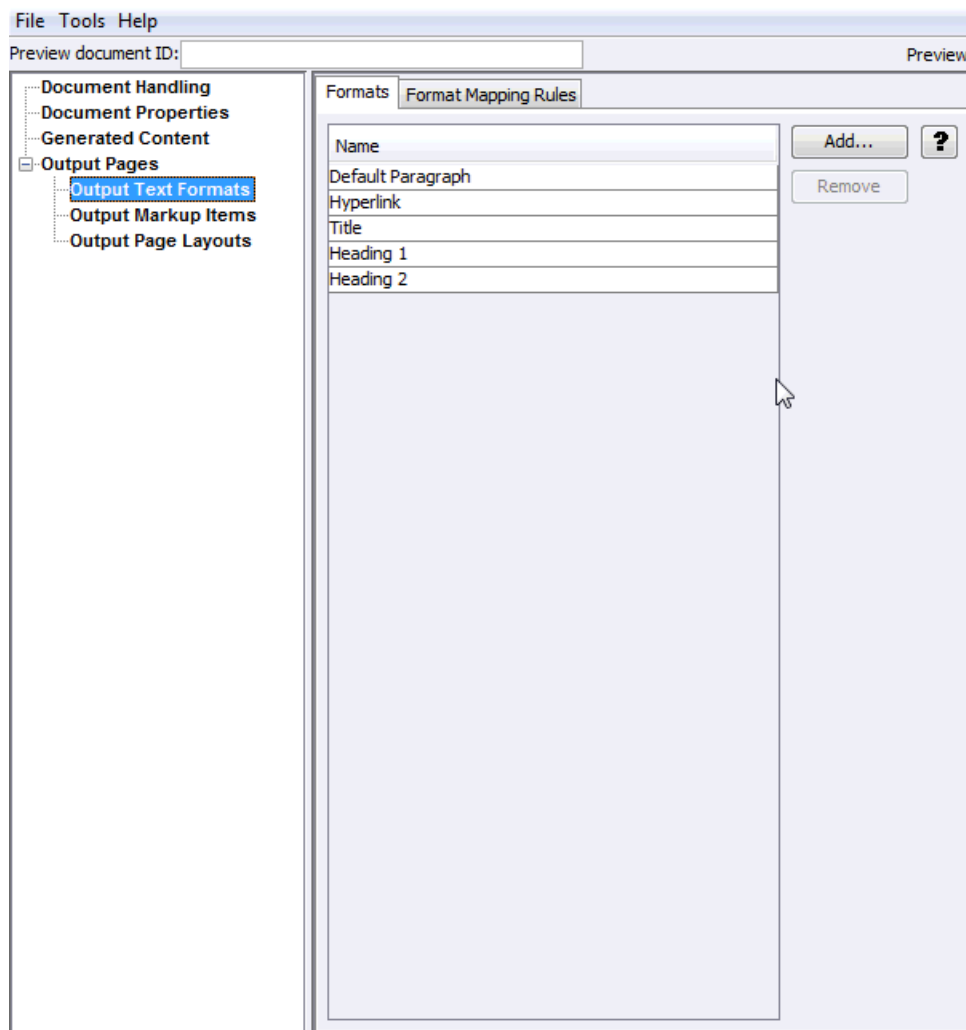 File Tools Help
Preview document ID:
Preview
Document Handling
Document Properties
Generated Content
Output Pages
Output Text Formats
Output Markup Items
Output Page Layouts
Formats
Format Mapping Rules
Name
Default Paragraph
Hyperlink
Title
Heading 1
Heading 2
Add...
?
Remove